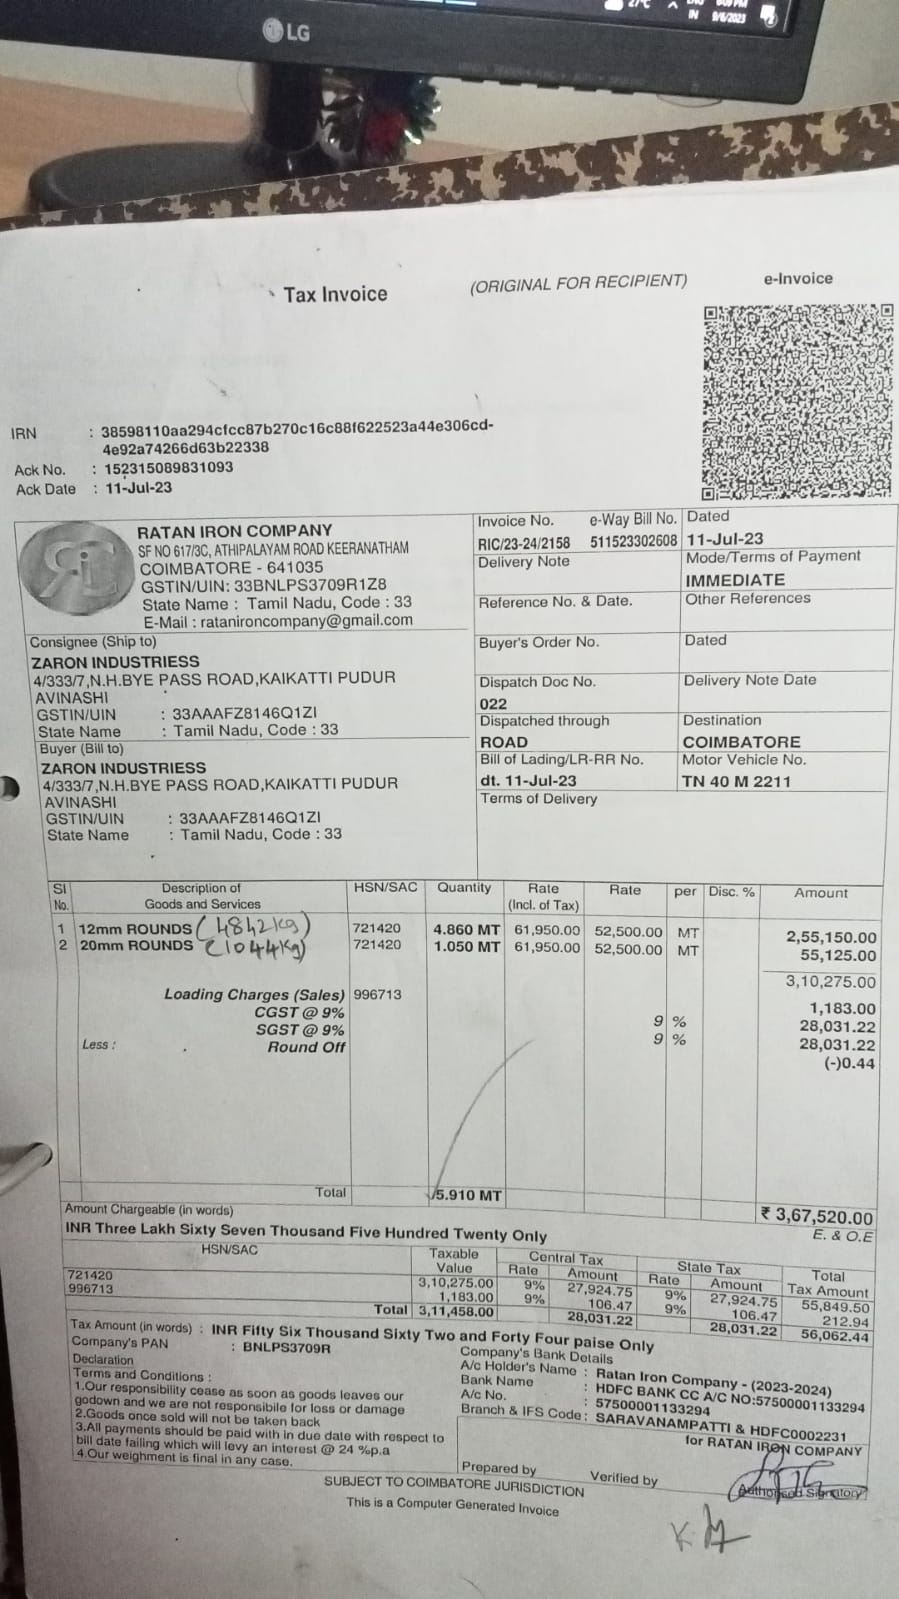 LG
27°C
IN
9/8/2023
Tax Invoice
(ORIGINAL FOR RECIPIENT)
e-Invoice
IRN : 38598110aa294cfcc87b270c16c88f622523a44e306cd-
4e92a74266d63b22338
Ack No. : 152315089831093
Ack Date : 11-Jul-23
RATAN IRON COMPANY
SF NO 617/3C, ATHIPALAYAM ROAD KEERANATHAM
COIMBATORE - 641035
GSTIN/UIN: 33BNLPS3709R1Z8
State Name : Tamil Nadu, Code : 33
E-Mail : ratanironcompany@gmail.com
Invoice No. e-Way Bill No. Dated
RIC/23-24/2158 511523302608 11-Jul-23
Delivery Note Mode/Terms of Payment
IMMEDIATE
Reference No. & Date. Other References
Buyer's Order No. Dated
Dispatch Doc No. Delivery Note Date
022
Dispatched through Destination
ROAD COIMBATORE
Bill of Lading/LR-RR No. Motor Vehicle No.
dt. 11-Jul-23 TN 40 M 2211
Terms of Delivery
Consignee (Ship to)
ZARON INDUSTRIESS
4/333/7,N.H.BYE PASS ROAD,KAIKATTI PUDUR
AVINASHI
GSTIN/UIN : 33AAAFZ8146Q1ZI
State Name : Tamil Nadu, Code : 33
Buyer (Bill to)
ZARON INDUSTRIESS
4/333/7,N.H.BYE PASS ROAD,KAIKATTI PUDUR
AVINASHI
GSTIN/UIN : 33AAAFZ8146Q1ZI
State Name : Tamil Nadu, Code : 33
Sl No. Description of Goods and Services HSN/SAC Quantity Rate (Incl. of Tax) Rate per Disc. % Amount
1 12mm ROUNDS (4842kg) 721420 4.860 MT 61,950.00 52,500.00 MT 2,55,150.00
2 20mm ROUNDS (1044Kg) 721420 1.050 MT 61,950.00 52,500.00 MT 55,125.00
3,10,275.00
Loading Charges (Sales) 996713 1,183.00
CGST @ 9% 9 % 28,031.22
SGST @ 9% 9 % 28,031.22
Less : Round Off (-)0.44
Total 5.910 MT ₹ 3,67,520.00
Amount Chargeable (in words) E. & O.E
INR Three Lakh Sixty Seven Thousand Five Hundred Twenty Only
HSN/SAC Taxable Value Central Tax Rate Amount State Tax Rate Amount Total Tax Amount
721420 3,10,275.00 9% 27,924.75 9% 27,924.75 55,849.50
996713 1,183.00 9% 106.47 9% 106.47 212.94
Total 3,11,458.00 28,031.22 28,031.22 56,062.44
Tax Amount (in words) : INR Fifty Six Thousand Sixty Two and Forty Four paise Only
Company's PAN : BNLPS3709R
Declaration
Terms and Conditions :
1.Our responsibility cease as soon as goods leaves our
godown and we are not responsibile for loss or damage
2.Goods once sold will not be taken back
3.All payments should be paid with in due date with respect to
bill date failing which will levy an interest @ 24 %p.a
4.Our weighment is final in any case.
Company's Bank Details
A/c Holder's Name : Ratan Iron Company - (2023-2024)
Bank Name : HDFC BANK CC A/C NO:57500001133294
A/c No. : 57500001133294
Branch & IFS Code : SARAVANAMPATTI & HDFC0002231
for RATAN IRON COMPANY
Prepared by Verified by Authorised Signatory
SUBJECT TO COIMBATORE JURISDICTION
This is a Computer Generated Invoice